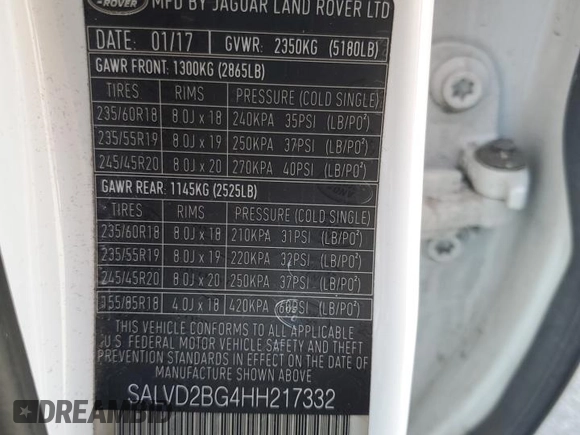 ROVER
MFD BY JAGUAR LAND ROVER LTD
DATE: 01/17 GVWR: 2350KG (5180LB)
GAWR FRONT: 1300KG (2865LB)
TIRES RIMS PRESSURE (COLD SINGLE)
235/60R18 8.0J x 18 240KPA 35PSI (LB/PO²)
235/55R19 8.0J x 19 250KPA 37PSI (LB/PO²)
245/45R20 8.0J x 20 270KPA 40PSI (LB/PO²)
GAWR REAR: 1145KG (2525LB)
TIRES RIMS PRESSURE (COLD SINGLE)
235/60R18 8.0J x 18 210KPA 31PSI (LB/PO²)
235/55R19 8.0J x 19 220KPA 32PSI (LB/PO²)
245/45R20 8.0J x 20 250KPA 37PSI (LB/PO²)
155/85R18 4.0J x 18 420KPA 60PSI (LB/PO²)
THIS VEHICLE CONFORMS TO ALL APPLICABLE
U.S. FEDERAL MOTOR VEHICLE SAFETY AND THEFT
PREVENTION STANDARDS IN EFFECT ON THE DATE
OF MANUFACTURE SHOWN ABOVE.
SALVD2BG4HH217332
DREAMBID